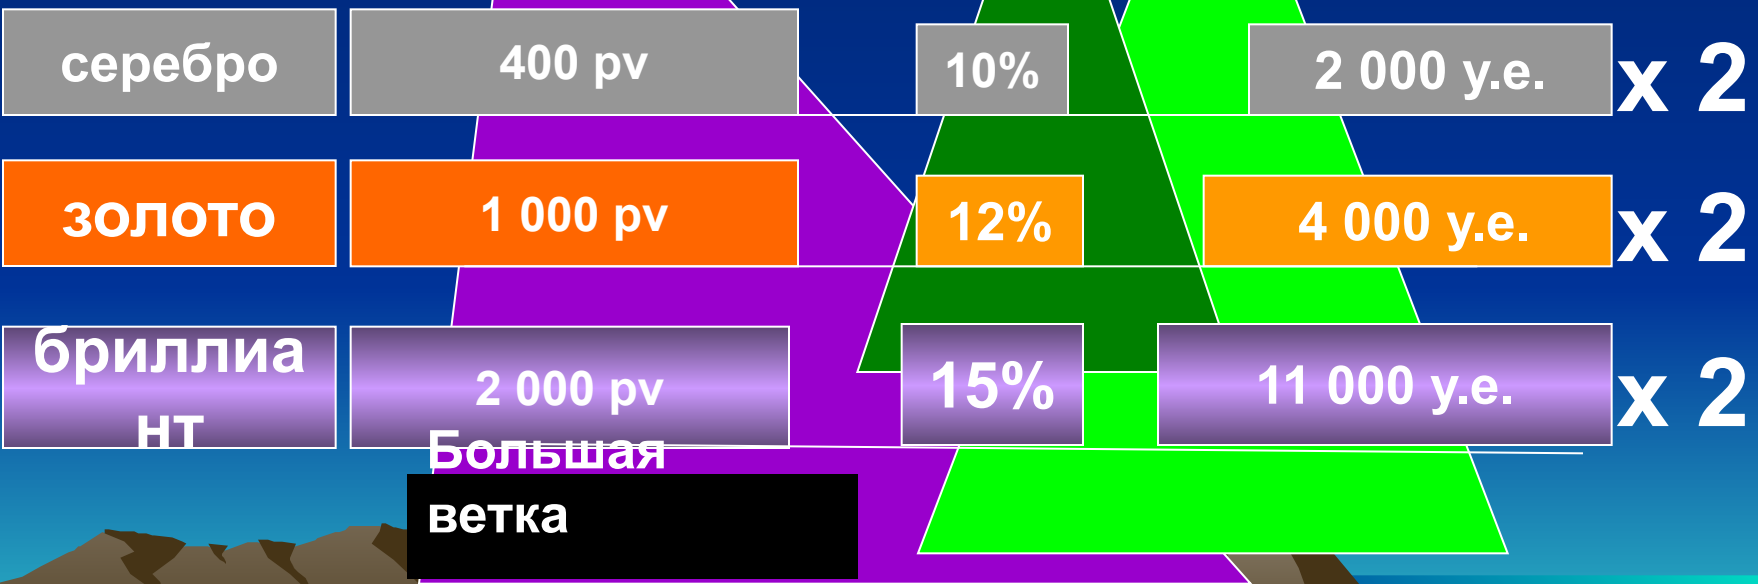 серебро 400 pv 10% 2 000 у.е. х 2
золото 1 000 pv 12% 4 000 у.е. х 2
бриллиа
нт 2 000 pv 15% 11 000 у.е. х 2
Большая
ветка